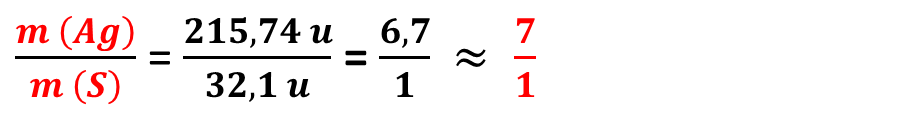 m (Ag) / m (S) = 215,74 u / 32,1 u = 6,7 / 1 ≈ 7 / 1